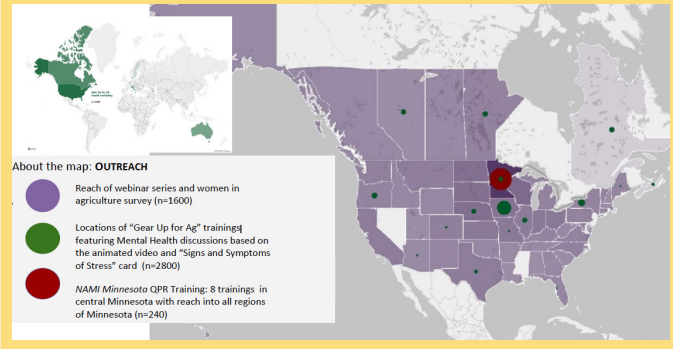 About the map: OUTREACH
Reach of webinar series and women in
agriculture survey (n=1600)
Locations of "Gear Up for Ag" trainings
featuring Mental Health discussions based on
the animated video and "Signs and Symptoms
of Stress" card (n=2800)
NAMI Minnesota QPR Training: 8 trainings in
central Minnesota with reach into all regions
of Minnesota (n=240)